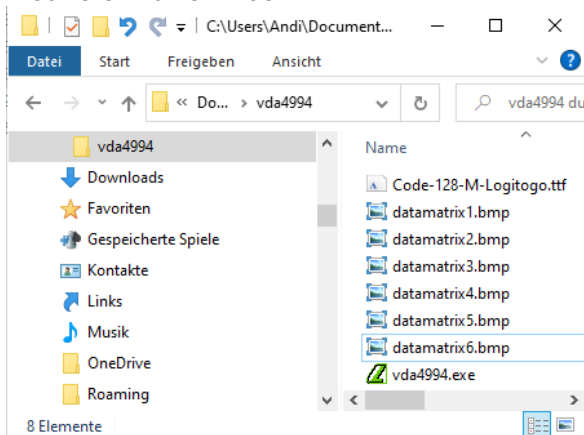 C:\Users\Andi\Document...
Datei Start Freigeben Ansicht
« Do... › vda4994
vda4994 du
vda4994
Downloads
Favoriten
Gespeicherte Spiele
Kontakte
Links
Musik
OneDrive
Roaming
Name
Code-128-M-Logitogo.ttf
datamatrix1.bmp
datamatrix2.bmp
datamatrix3.bmp
datamatrix4.bmp
datamatrix5.bmp
datamatrix6.bmp
vda4994.exe
8 Elemente